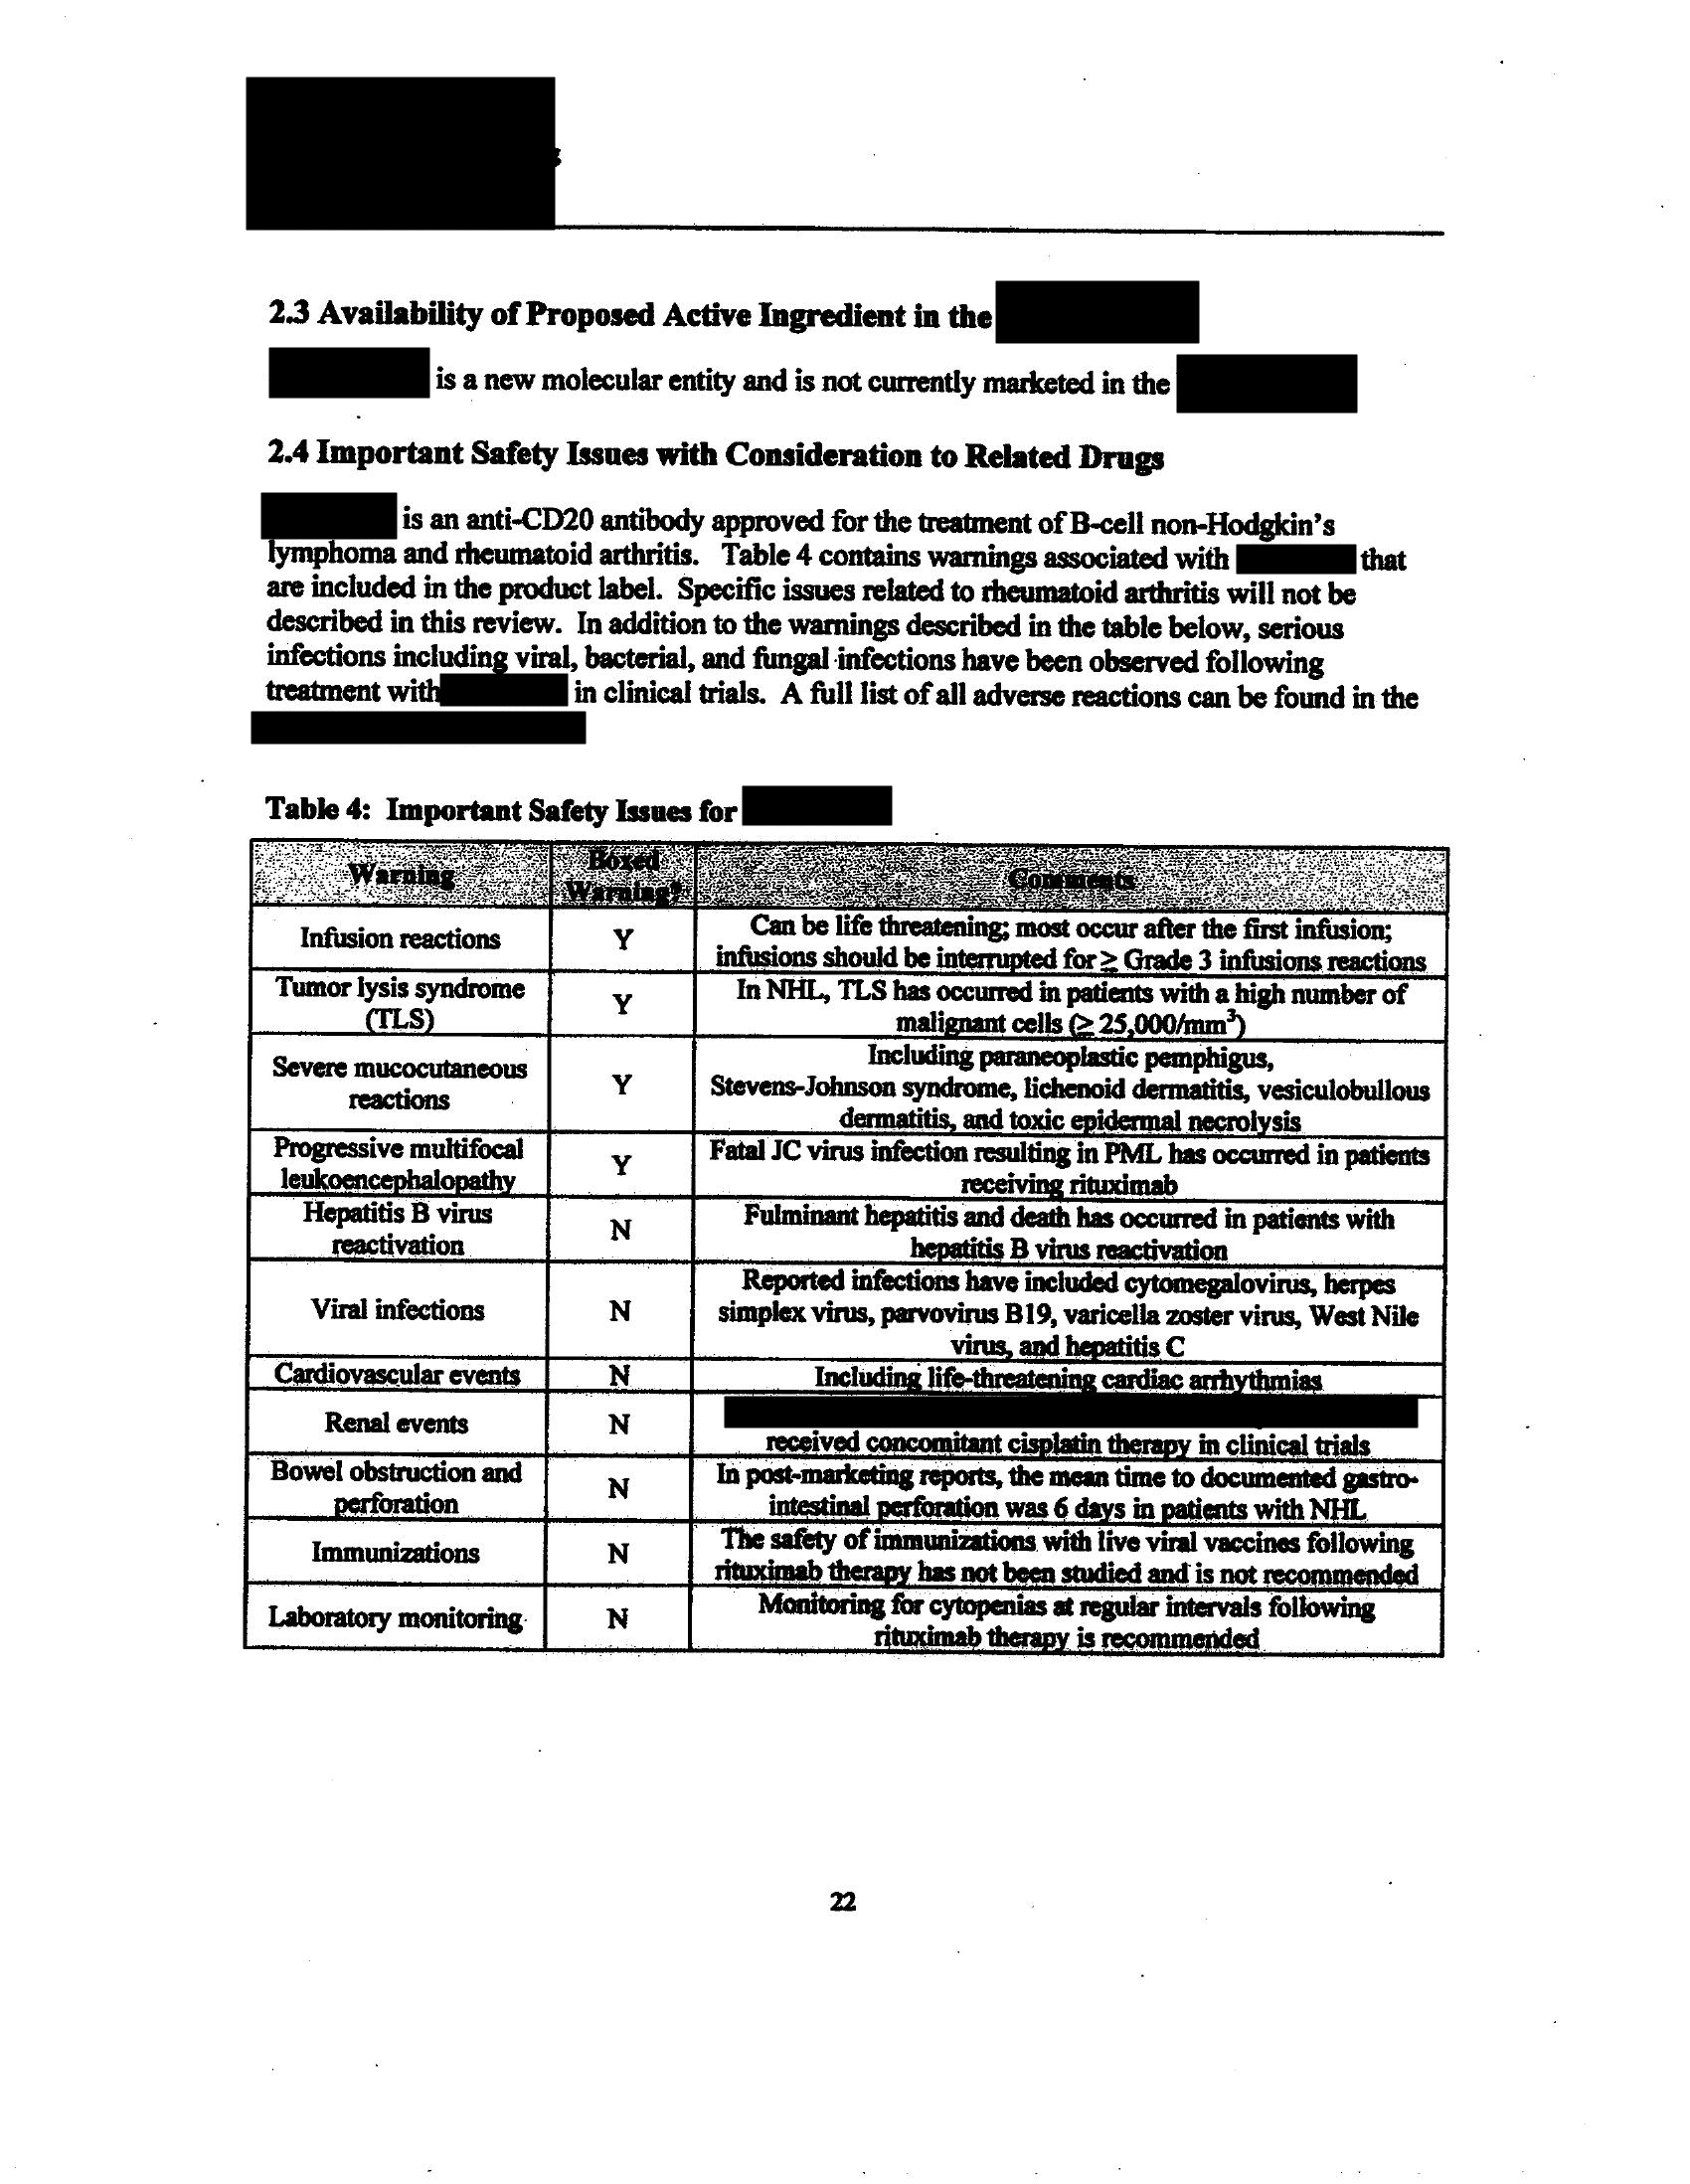 2.3 Availability of Proposed Active Ingredient in the
is a new molecular entity and is not currently marketed in the
2.4 Important Safety Issues with Consideration to Related Drugs
is an anti-CD20 antibody approved for the treatment of B-cell non-Hodgkin's
lymphoma and rheumatoid arthritis. Table 4 contains warnings associated with that
are included in the product label. Specific issues related to rheumatoid arthritis will not be
described in this review. In addition to the warnings described in the table below, serious
infections including viral, bacterial, and fungal infections have been observed following
treatment with in clinical trials. A full list of all adverse reactions can be found in the
Table 4: Important Safety Issues for
Warning Boxed Warning? Comments
Infusion reactions Y Can be life threatening; most occur after the first infusion;
infusions should be interrupted for ≥ Grade 3 infusions reactions
Tumor lysis syndrome
(TLS) Y In NHL, TLS has occurred in patients with a high number of
malignant cells (≥ 25,000/mm³)
Severe mucocutaneous
reactions Y Including paraneoplastic pemphigus,
Stevens-Johnson syndrome, lichenoid dermatitis, vesiculobullous
dermatitis, and toxic epidermal necrolysis
Progressive multifocal
leukoencephalopathy Y Fatal JC virus infection resulting in PML has occurred in patients
receiving rituximab
Hepatitis B virus
reactivation N Fulminant hepatitis and death has occurred in patients with
hepatitis B virus reactivation
Viral infections N Reported infections have included cytomegalovirus, herpes
simplex virus, parvovirus B19, varicella zoster virus, West Nile
virus, and hepatitis C
Cardiovascular events N Including life-threatening cardiac arrhythmias
Renal events N
received concomitant cisplatin therapy in clinical trials
Bowel obstruction and
perforation N In post-marketing reports, the mean time to documented gastro-
intestinal perforation was 6 days in patients with NHL
Immunizations N The safety of immunizations with live viral vaccines following
rituximab therapy has not been studied and is not recommended
Laboratory monitoring N Monitoring for cytopenias at regular intervals following
rituximab therapy is recommended
22